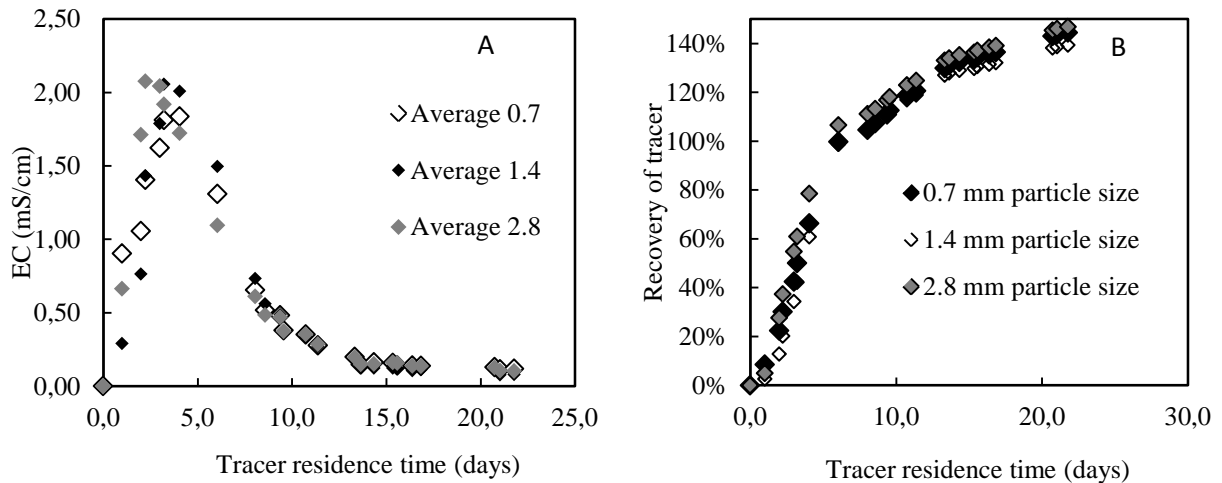 A
2,50
2,00
1,50
1,00
0,50
0,00
EC (mS/cm)
Average 0.7
Average 1.4
Average 2.8
0,0 5,0 10,0 15,0 20,0 25,0
Tracer residence time (days)
B
140%
120%
100%
80%
60%
40%
20%
0%
Recovery of tracer
0.7 mm particle size
1.4 mm particle size
2.8 mm particle size
0,0 10,0 20,0 30,0
Tracer residence time (days)